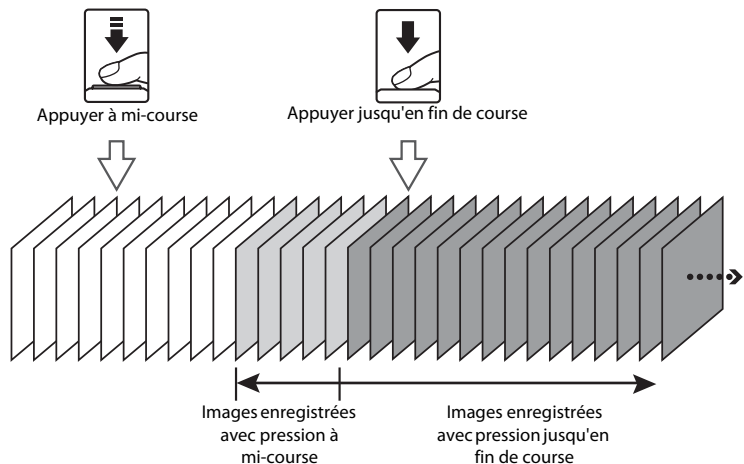 Appuyer à mi-course
Appuyer jusqu'en fin de course
Images enregistrées
avec pression à
mi-course
Images enregistrées
avec pression jusqu'en
fin de course